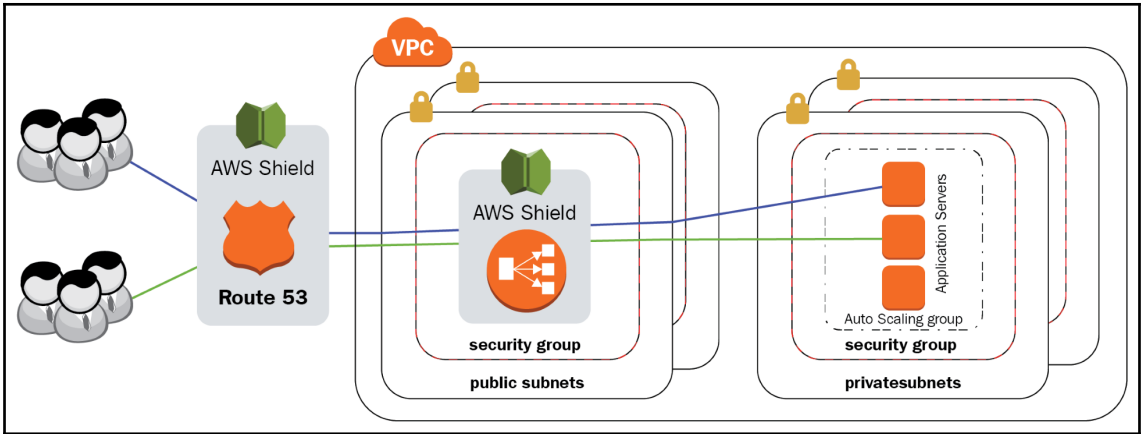 VPC
AWS Shield
Route 53
AWS Shield
security group
public subnets
Application Servers
Auto Scaling group
security group
privatesubnets